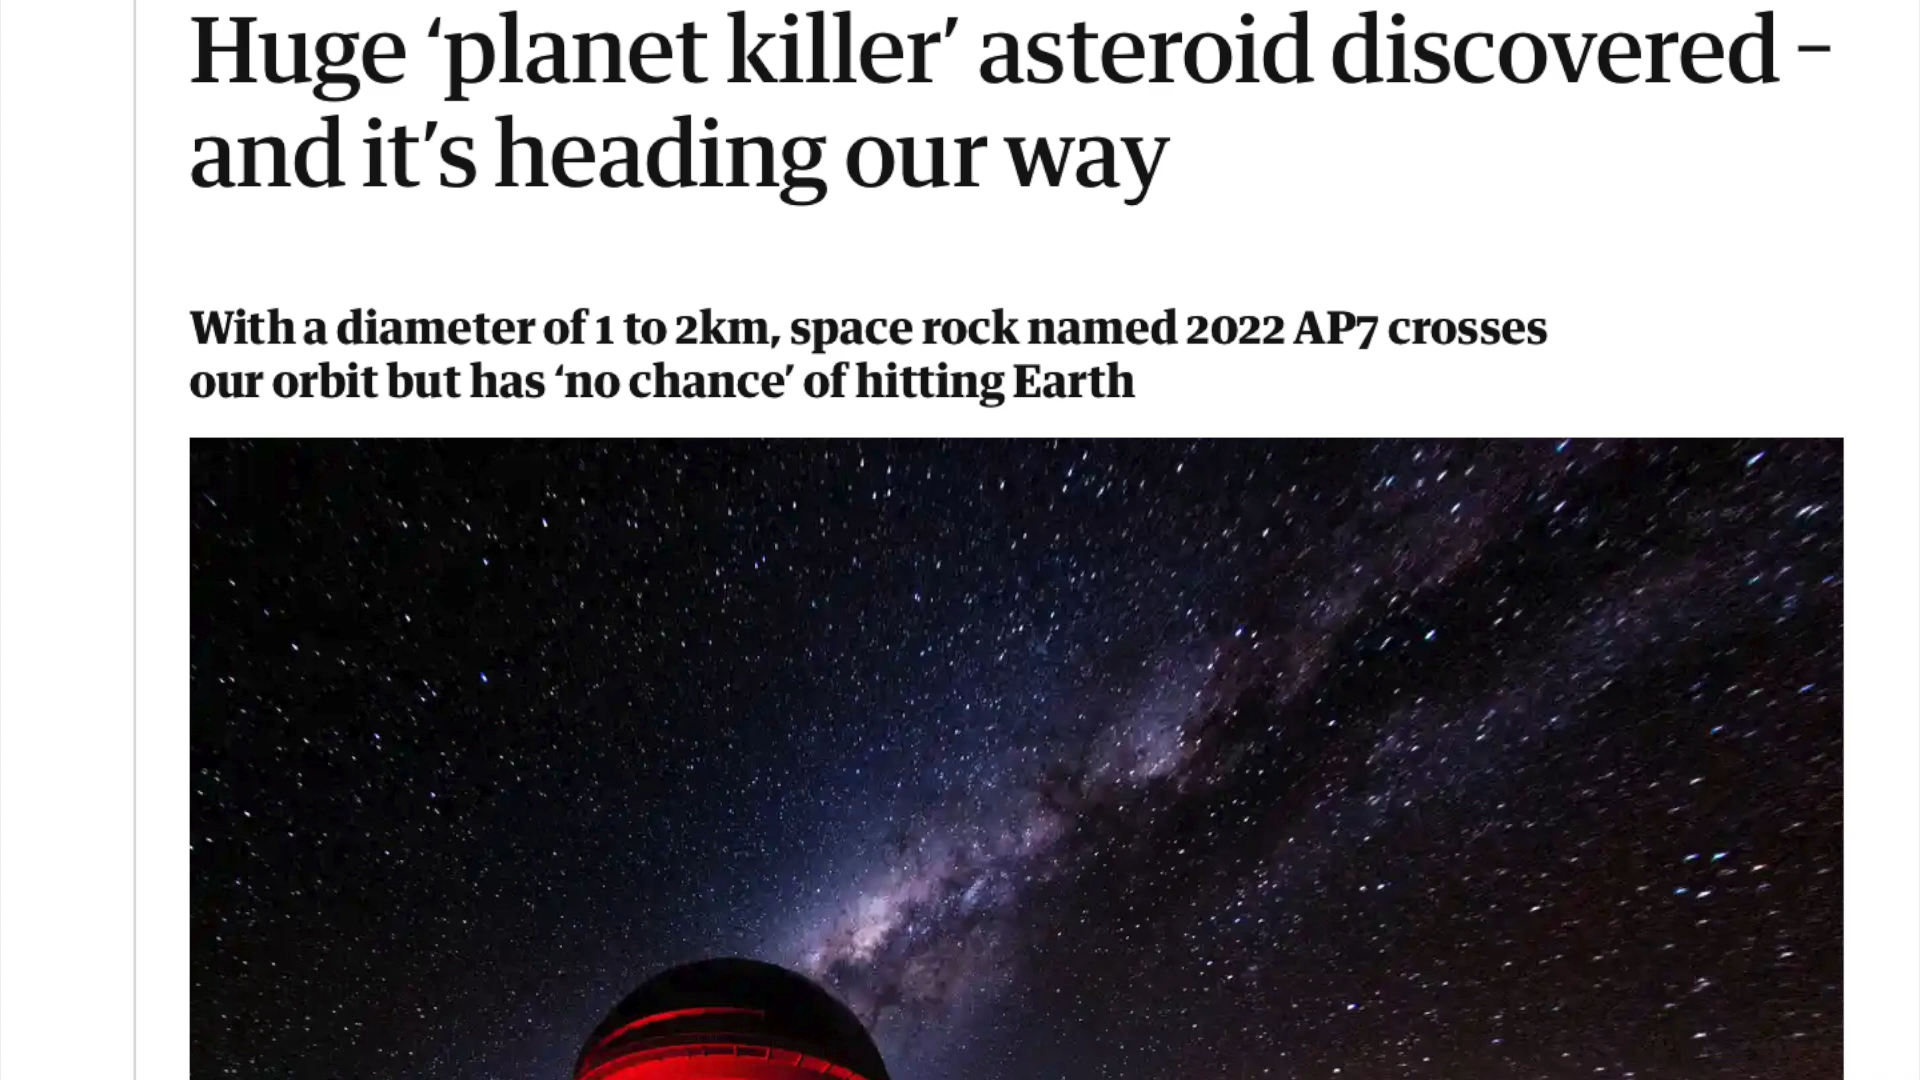 Huge ‘planet killer’ asteroid discovered –
and it’s heading our way
With a diameter of 1 to 2km, space rock named 2022 AP7 crosses
our orbit but has ‘no chance’ of hitting Earth